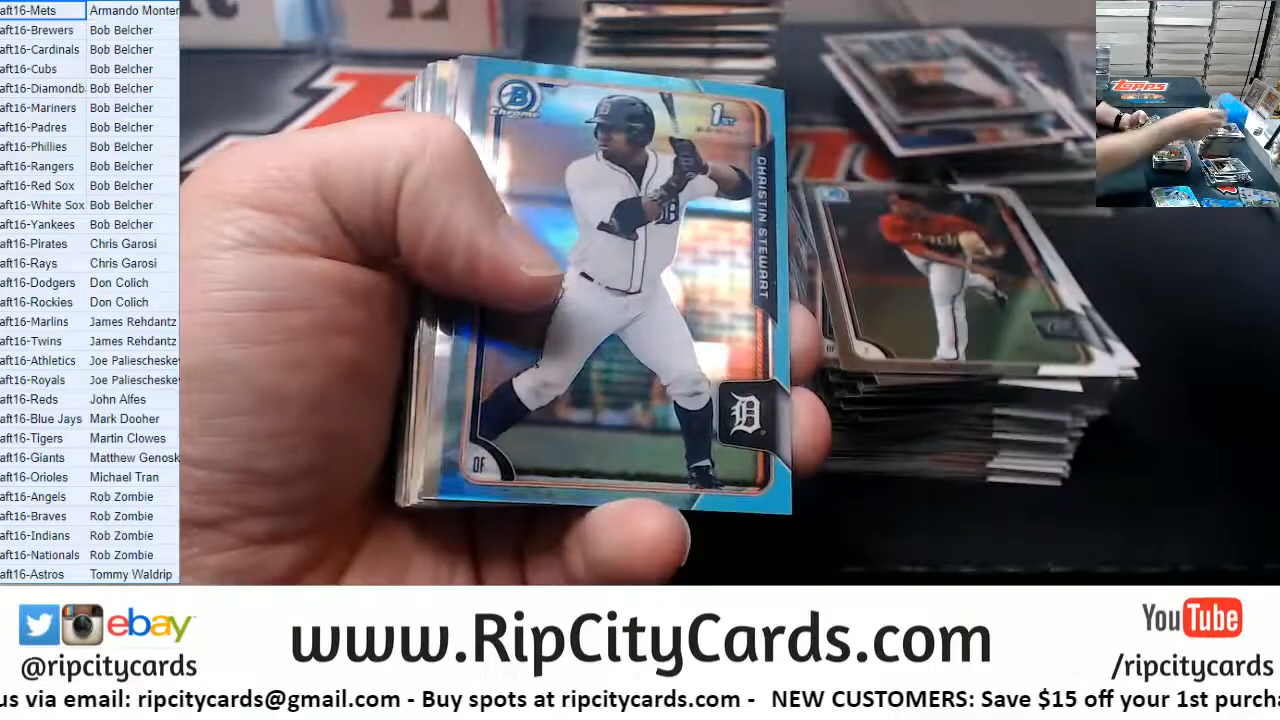 aft16-Mets Armando Monter
aft16-Brewers Bob Belcher
aft16-Cardinals Bob Belcher
aft16-Cubs Bob Belcher
aft16-Diamondb Bob Belcher
aft16-Mariners Bob Belcher
aft16-Padres Bob Belcher
aft16-Phillies Bob Belcher
aft16-Rangers Bob Belcher
aft16-Red Sox Bob Belcher
aft16-White Sox Bob Belcher
aft16-Yankees Bob Belcher
aft16-Pirates Chris Garosi
aft16-Rays Chris Garosi
aft16-Dodgers Don Colich
aft16-Rockies Don Colich
aft16-Marlins James Rehdantz
aft16-Twins James Rehdantz
aft16-Athletics Joe Paliescheskey
aft16-Royals Joe Paliescheskey
aft16-Reds John Alfes
aft16-Blue Jays Mark Dooher
aft16-Tigers Martin Clowes
aft16-Giants Matthew Genosk
aft16-Orioles Michael Tran
aft16-Angels Rob Zombie
aft16-Braves Rob Zombie
aft16-Indians Rob Zombie
aft16-Nationals Rob Zombie
aft16-Astros Tommy Waldrip
B
Chrome
1ST
CHRISTIN STEWART
D
OF
TOPPS
ebay
@ripcitycards
www.RipCityCards.com
YouTube
/ripcitycards
us via email: ripcitycards@gmail.com - Buy spots at ripcitycards.com - NEW CUSTOMERS: Save $15 off your 1st purcha